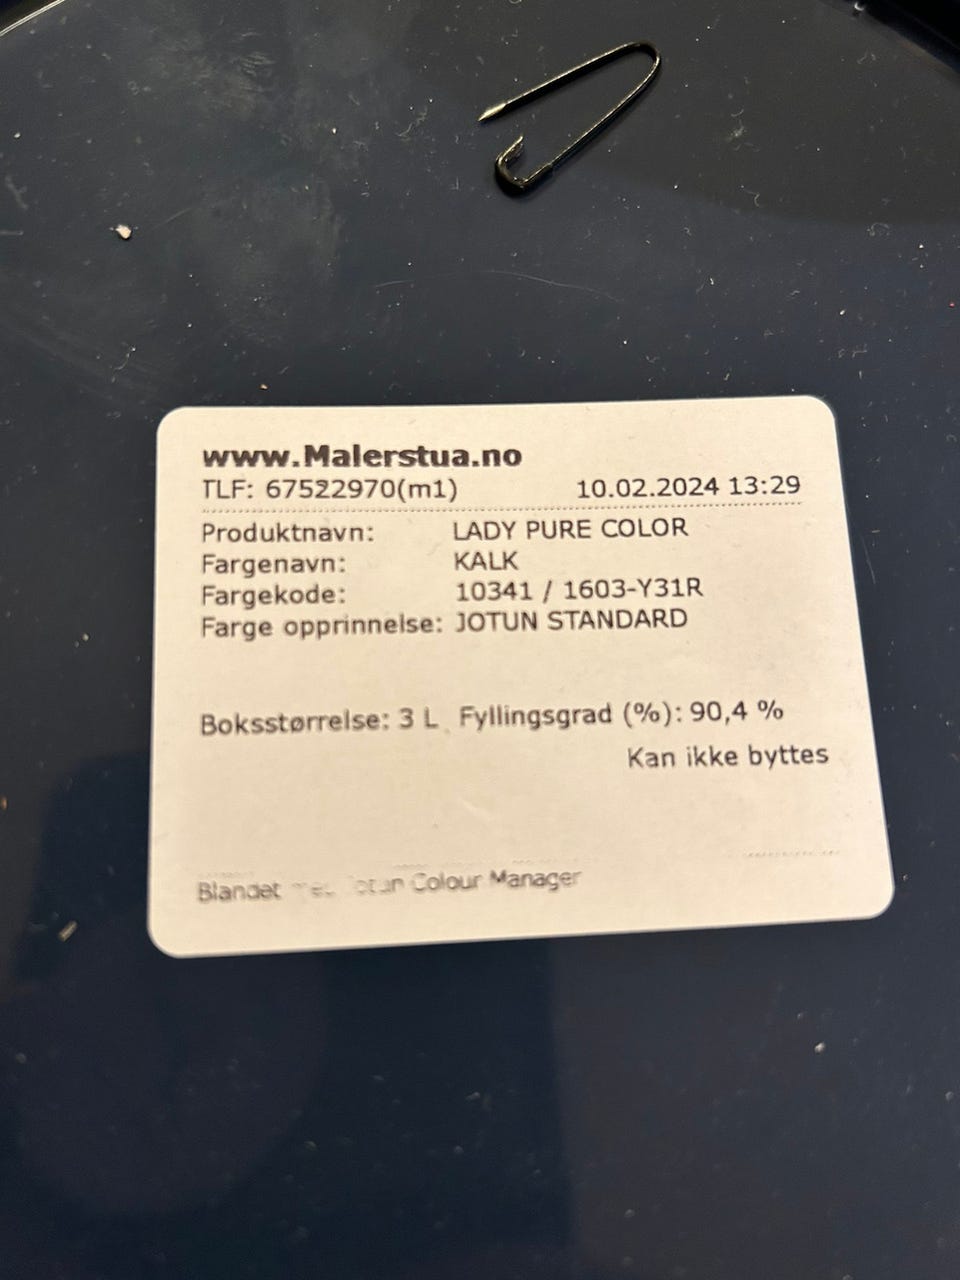 www.Malerstua.no
TLF: 67522970(m1) 10.02.2024 13:29
Produktnavn: LADY PURE COLOR
Fargenavn: KALK
Fargekode: 10341 / 1603-Y31R
Farge opprinnelse: JOTUN STANDARD
Boksstørrelse: 3 L Fyllingsgrad (%): 90,4 %
Kan ikke byttes
Blandet Jotun Colour Manager